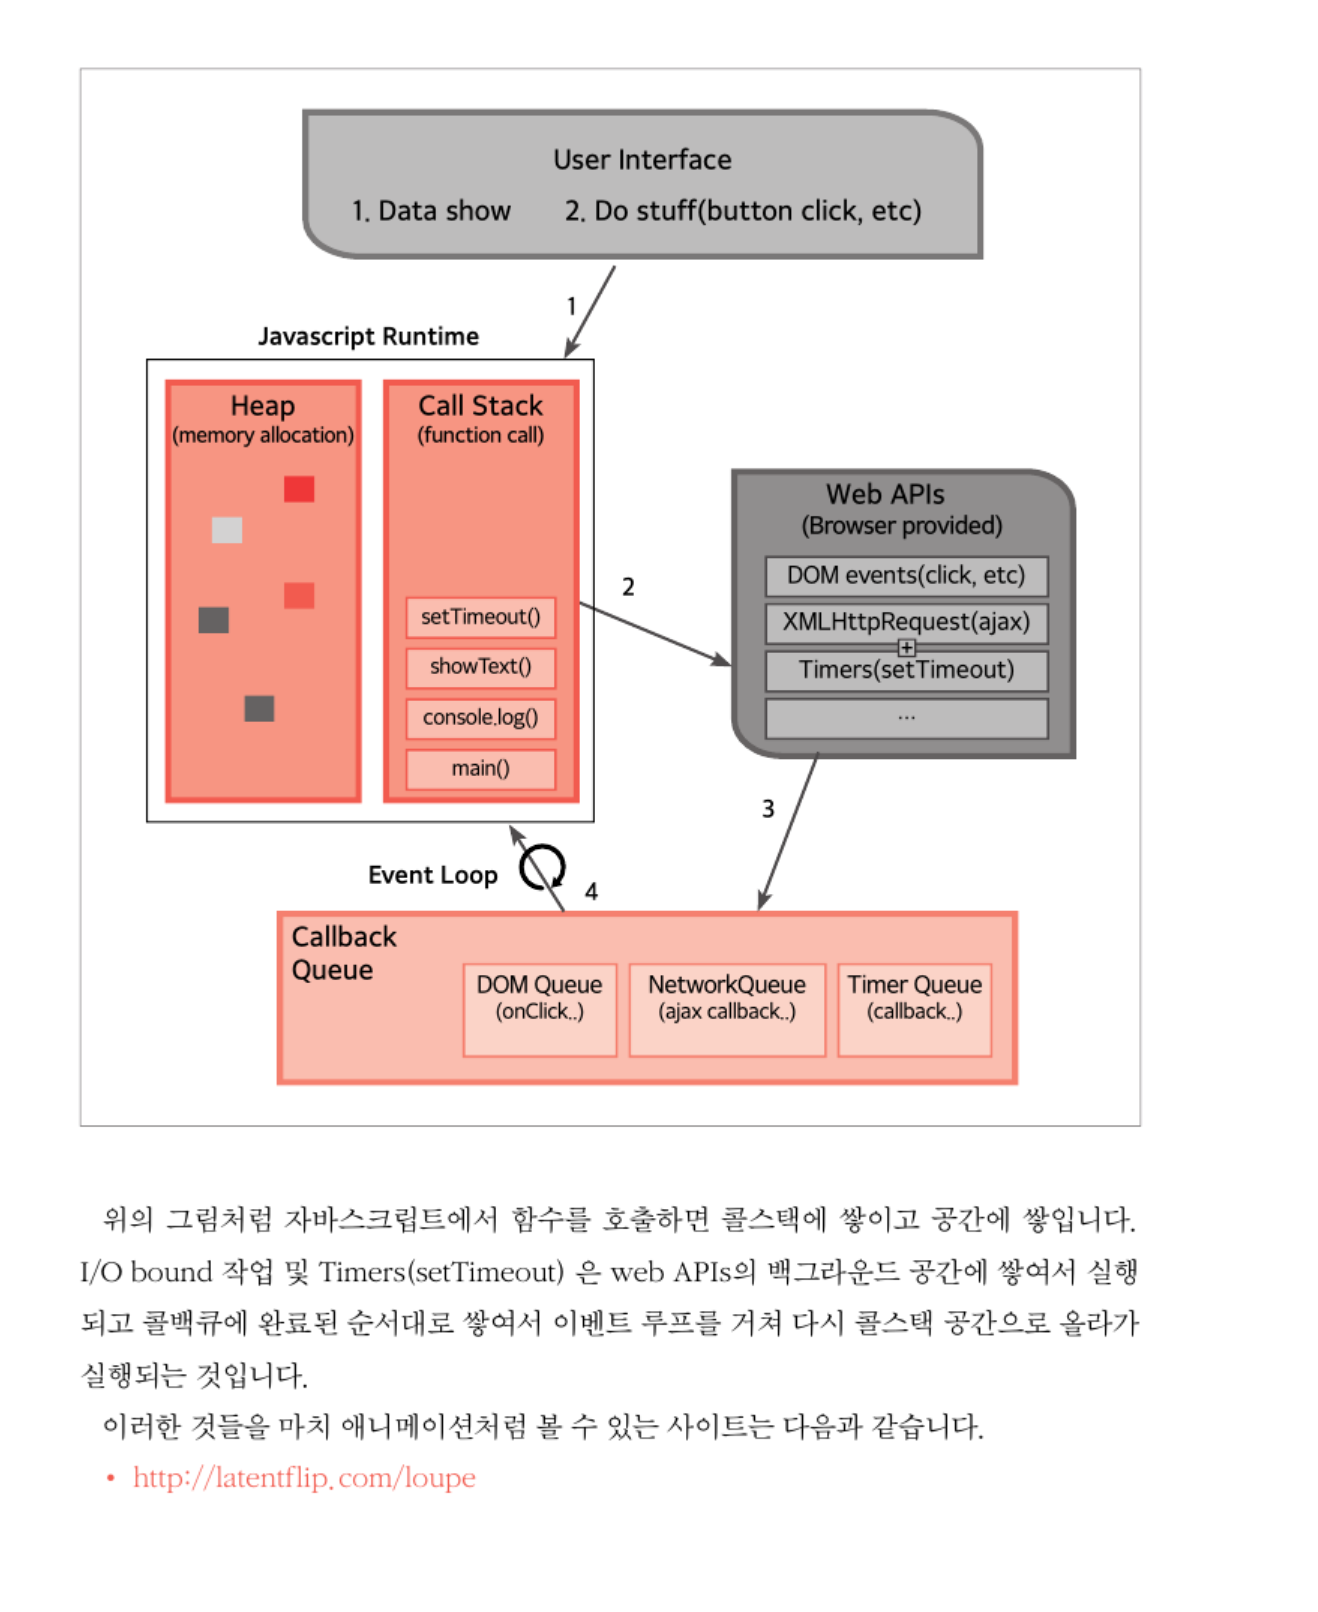 User Interface
1. Data show 2. Do stuff(button click, etc)
1
Javascript Runtime
Heap
(memory allocation)
Call Stack
(function call)
setTimeout()
showText()
console.log()
main()
2
Web APIs
(Browser provided)
DOM events(click, etc)
XMLHttpRequest(ajax)
+
Timers(setTimeout)
...
3
Event Loop
4
Callback
Queue
DOM Queue
(onClick..)
NetworkQueue
(ajax callback..)
Timer Queue
(callback..)
위의 그림처럼 자바스크립트에서 함수를 호출하면 콜스택에 쌓이고 공간에 쌓입니다.
I/O bound 작업 및 Timers(setTimeout) 은 web APIs의 백그라운드 공간에 쌓여서 실행
되고 콜백큐에 완료된 순서대로 쌓여서 이벤트 루프를 거쳐 다시 콜스택 공간으로 올라가
실행되는 것입니다.
이러한 것들을 마치 애니메이션처럼 볼 수 있는 사이트는 다음과 같습니다.
• http://latentflip.com/loupe